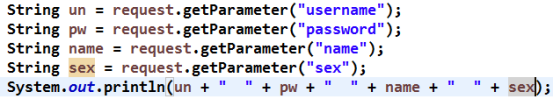 String un = request.getParameter("username");
String pw = request.getParameter("password");
String name = request.getParameter("name");
String sex = request.getParameter("sex");
System.out.println(un + "  " + pw + "  " + name + "  " + sex);